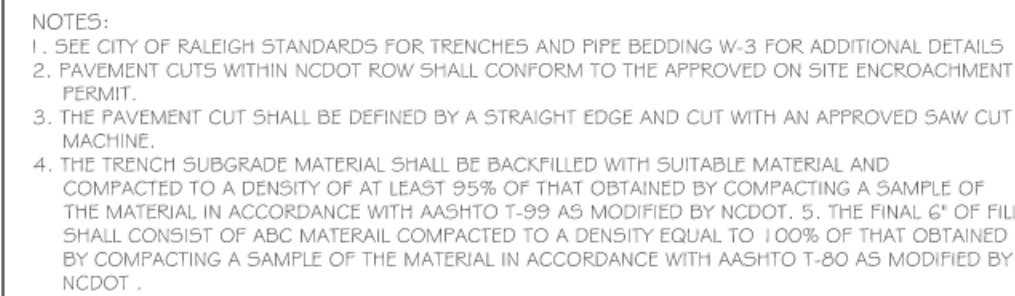 NOTES:
1. SEE CITY OF RALEIGH STANDARDS FOR TRENCHES AND PIPE BEDDING W-3 FOR ADDITIONAL DETAILS
2. PAVEMENT CUTS WITHIN NCDOT ROW SHALL CONFORM TO THE APPROVED ON SITE ENCROACHMENT
PERMIT.
3. THE PAVEMENT CUT SHALL BE DEFINED BY A STRAIGHT EDGE AND CUT WITH AN APPROVED SAW CUT
MACHINE.
4. THE TRENCH SUBGRADE MATERIAL SHALL BE BACKFILLED WITH SUITABLE MATERIAL AND
COMPACTED TO A DENSITY OF AT LEAST 95% OF THAT OBTAINED BY COMPACTING A SAMPLE OF
THE MATERIAL IN ACCORDANCE WITH AASHTO T-99 AS MODIFIED BY NCDOT. 5. THE FINAL 6" OF FILL
SHALL CONSIST OF ABC MATERAIL COMPACTED TO A DENSITY EQUAL TO 100% OF THAT OBTAINED
BY COMPACTING A SAMPLE OF THE MATERIAL IN ACCORDANCE WITH AASHTO T-80 AS MODIFIED BY
NCDOT .